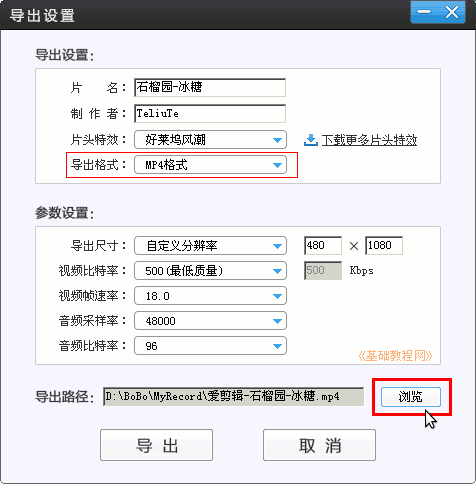 导出设置
导出设置：
片 名： 石榴园-冰糖
制 作 者： TeliuTe
片头特效： 好莱坞风潮 下载更多片头特效
导出格式： MP4格式
参数设置：
导出尺寸： 自定义分辨率 480 × 1080
视频比特率： 500(最低质量) 500 Kbps
视频帧速率： 18.0
音频采样率： 48000
音频比特率： 96
《基础教程网》
导出路径： D:\BoBo\MyRecord\爱剪辑-石榴园-冰糖.mp4 浏览
导 出 取 消